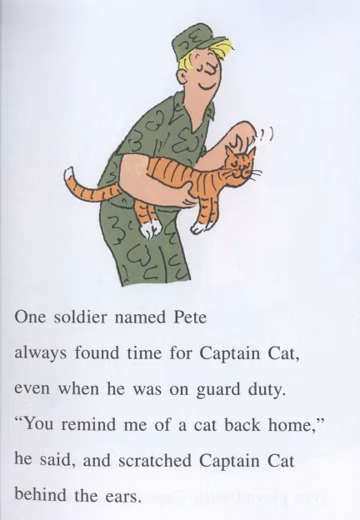 One soldier named Pete
always found time for Captain Cat,
even when he was on guard duty.
“You remind me of a cat back home,”
he said, and scratched Captain Cat
behind the ears.